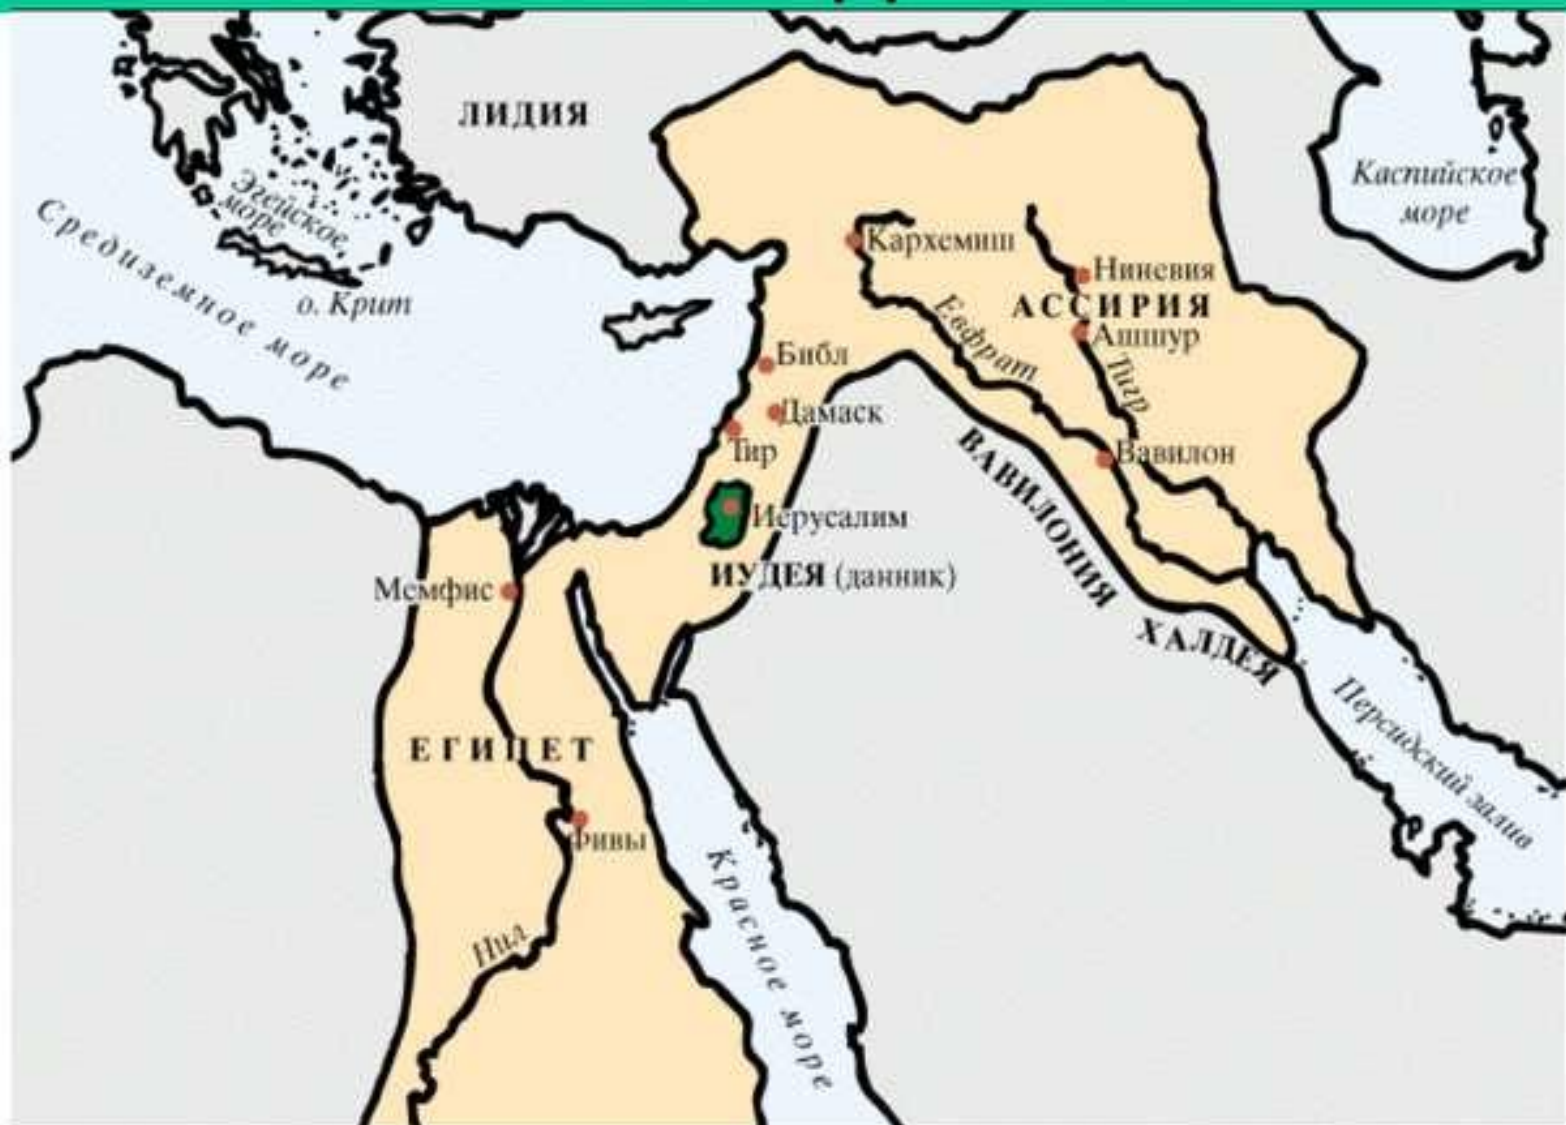 ЛИДИЯ
Каспийское
море
Эгейское
море
Средиземное море
о. Крит
Кархемиш
Ниневия
АССИРИЯ
Ашшур
Евфрат
Тигр
Библ
Дамаск
Тир
Вавилон
ВАВИЛОНИЯ
Иерусалим
ИУДЕЯ (данник)
Мемфис
ХАЛДЕЯ
Персидский залив
ЕГИПЕТ
Фивы
Нил
Красное море